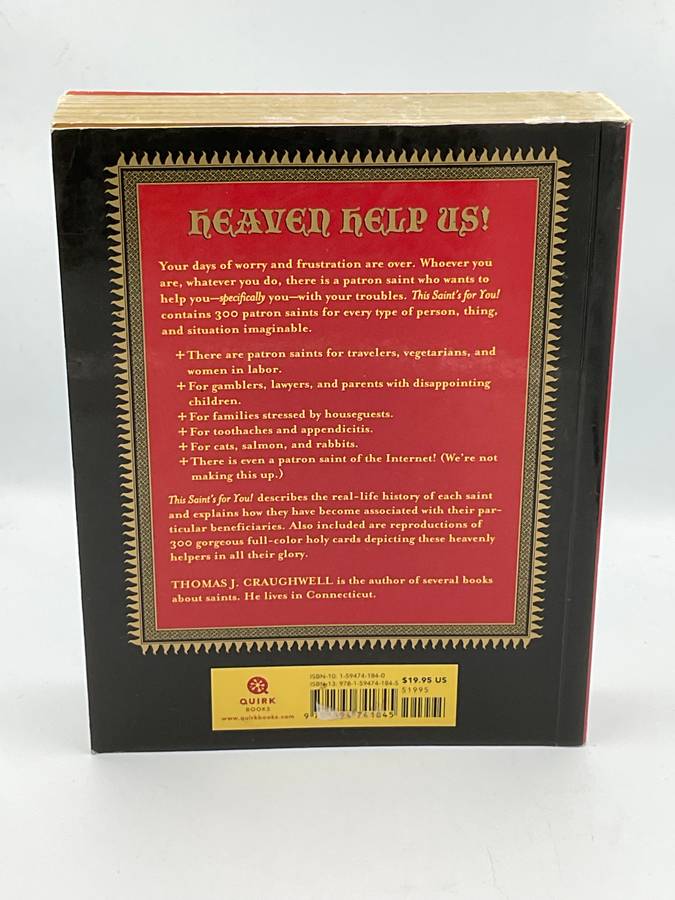 HEAVEN HELP US!
Your days of worry and frustration are over. Whoever you
are, whatever you do, there is a patron saint who wants to
help you—specifically you—with your troubles. This Saint's for You!
contains 300 patron saints for every type of person, thing,
and situation imaginable.
+ There are patron saints for travelers, vegetarians, and
women in labor.
+ For gamblers, lawyers, and parents with disappointing
children.
+ For families stressed by houseguests.
+ For toothaches and appendicitis.
+ For cats, salmon, and rabbits.
+ There is even a patron saint of the Internet! (We're not
making this up.)
This Saint's for You! describes the real-life history of each saint
and explains how they have become associated with their par-
ticular beneficiaries. Also included are reproductions of
300 gorgeous full-color holy cards depicting these heavenly
helpers in all their glory.
THOMAS J. CRAUGHWELL is the author of several books
about saints. He lives in Connecticut.
QUIRK
BOOKS
www.quirkbooks.com
ISBN-10: 1-59474-184-0
ISBN-13: 978-1-59474-184-5
$19.95 US
51995